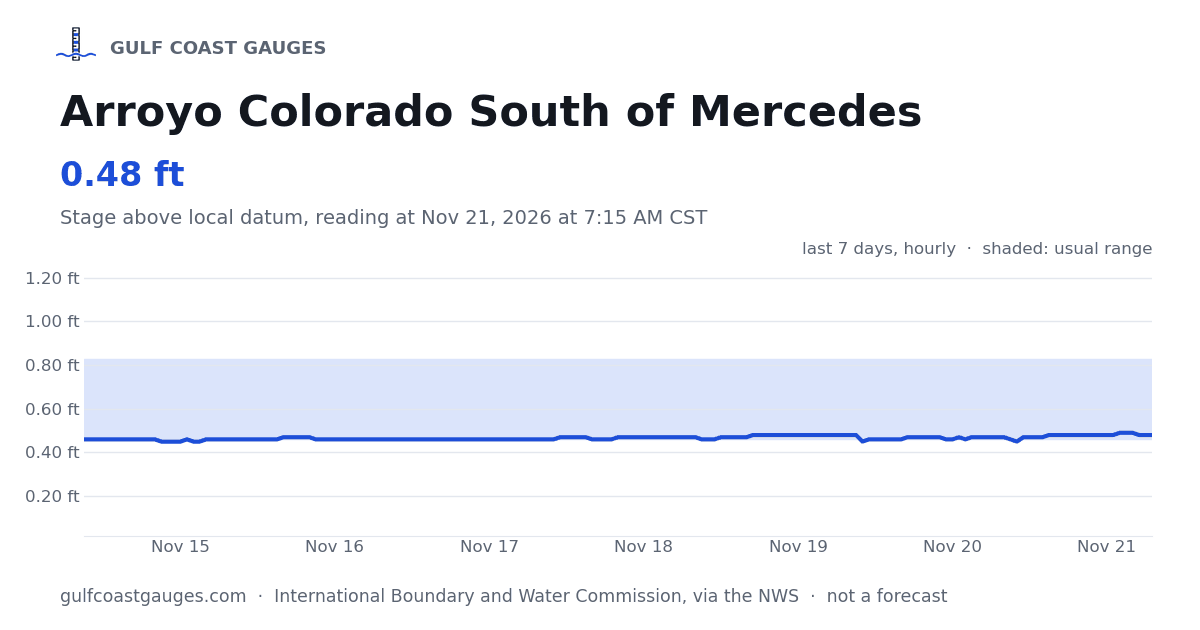 GULF COAST GAUGES
Arroyo Colorado South of Mercedes
0.48 ft
Stage above local datum, reading at Nov 21, 2026 at 7:15 AM CST
last 7 days, hourly · shaded: usual range
1.20 ft
1.00 ft
0.80 ft
0.60 ft
0.40 ft
0.20 ft
Nov 15 Nov 16 Nov 17 Nov 18 Nov 19 Nov 20 Nov 21
gulfcoastgauges.com · International Boundary and Water Commission, via the NWS · not a forecast